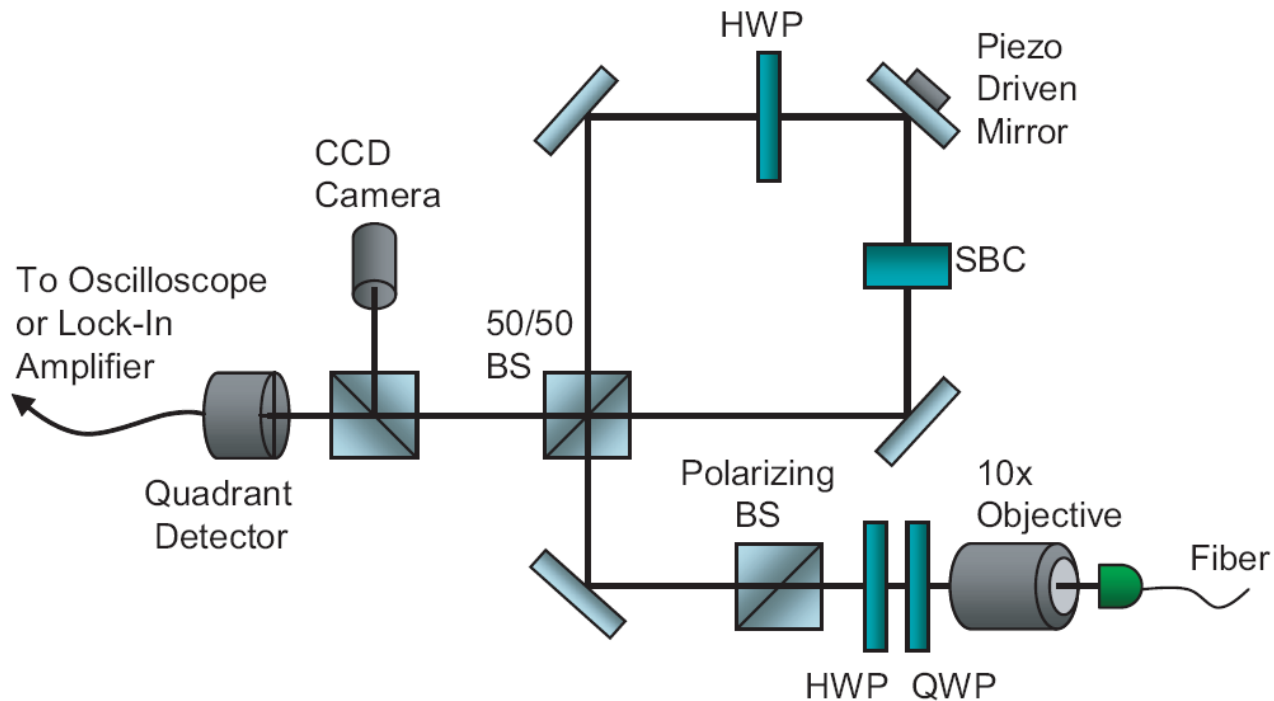 HWP
Piezo
Driven
Mirror
CCD
Camera
SBC
To Oscilloscope
or Lock-In
Amplifier
50/50
BS
Quadrant
Detector
Polarizing
BS
10x
Objective
Fiber
HWP
QWP